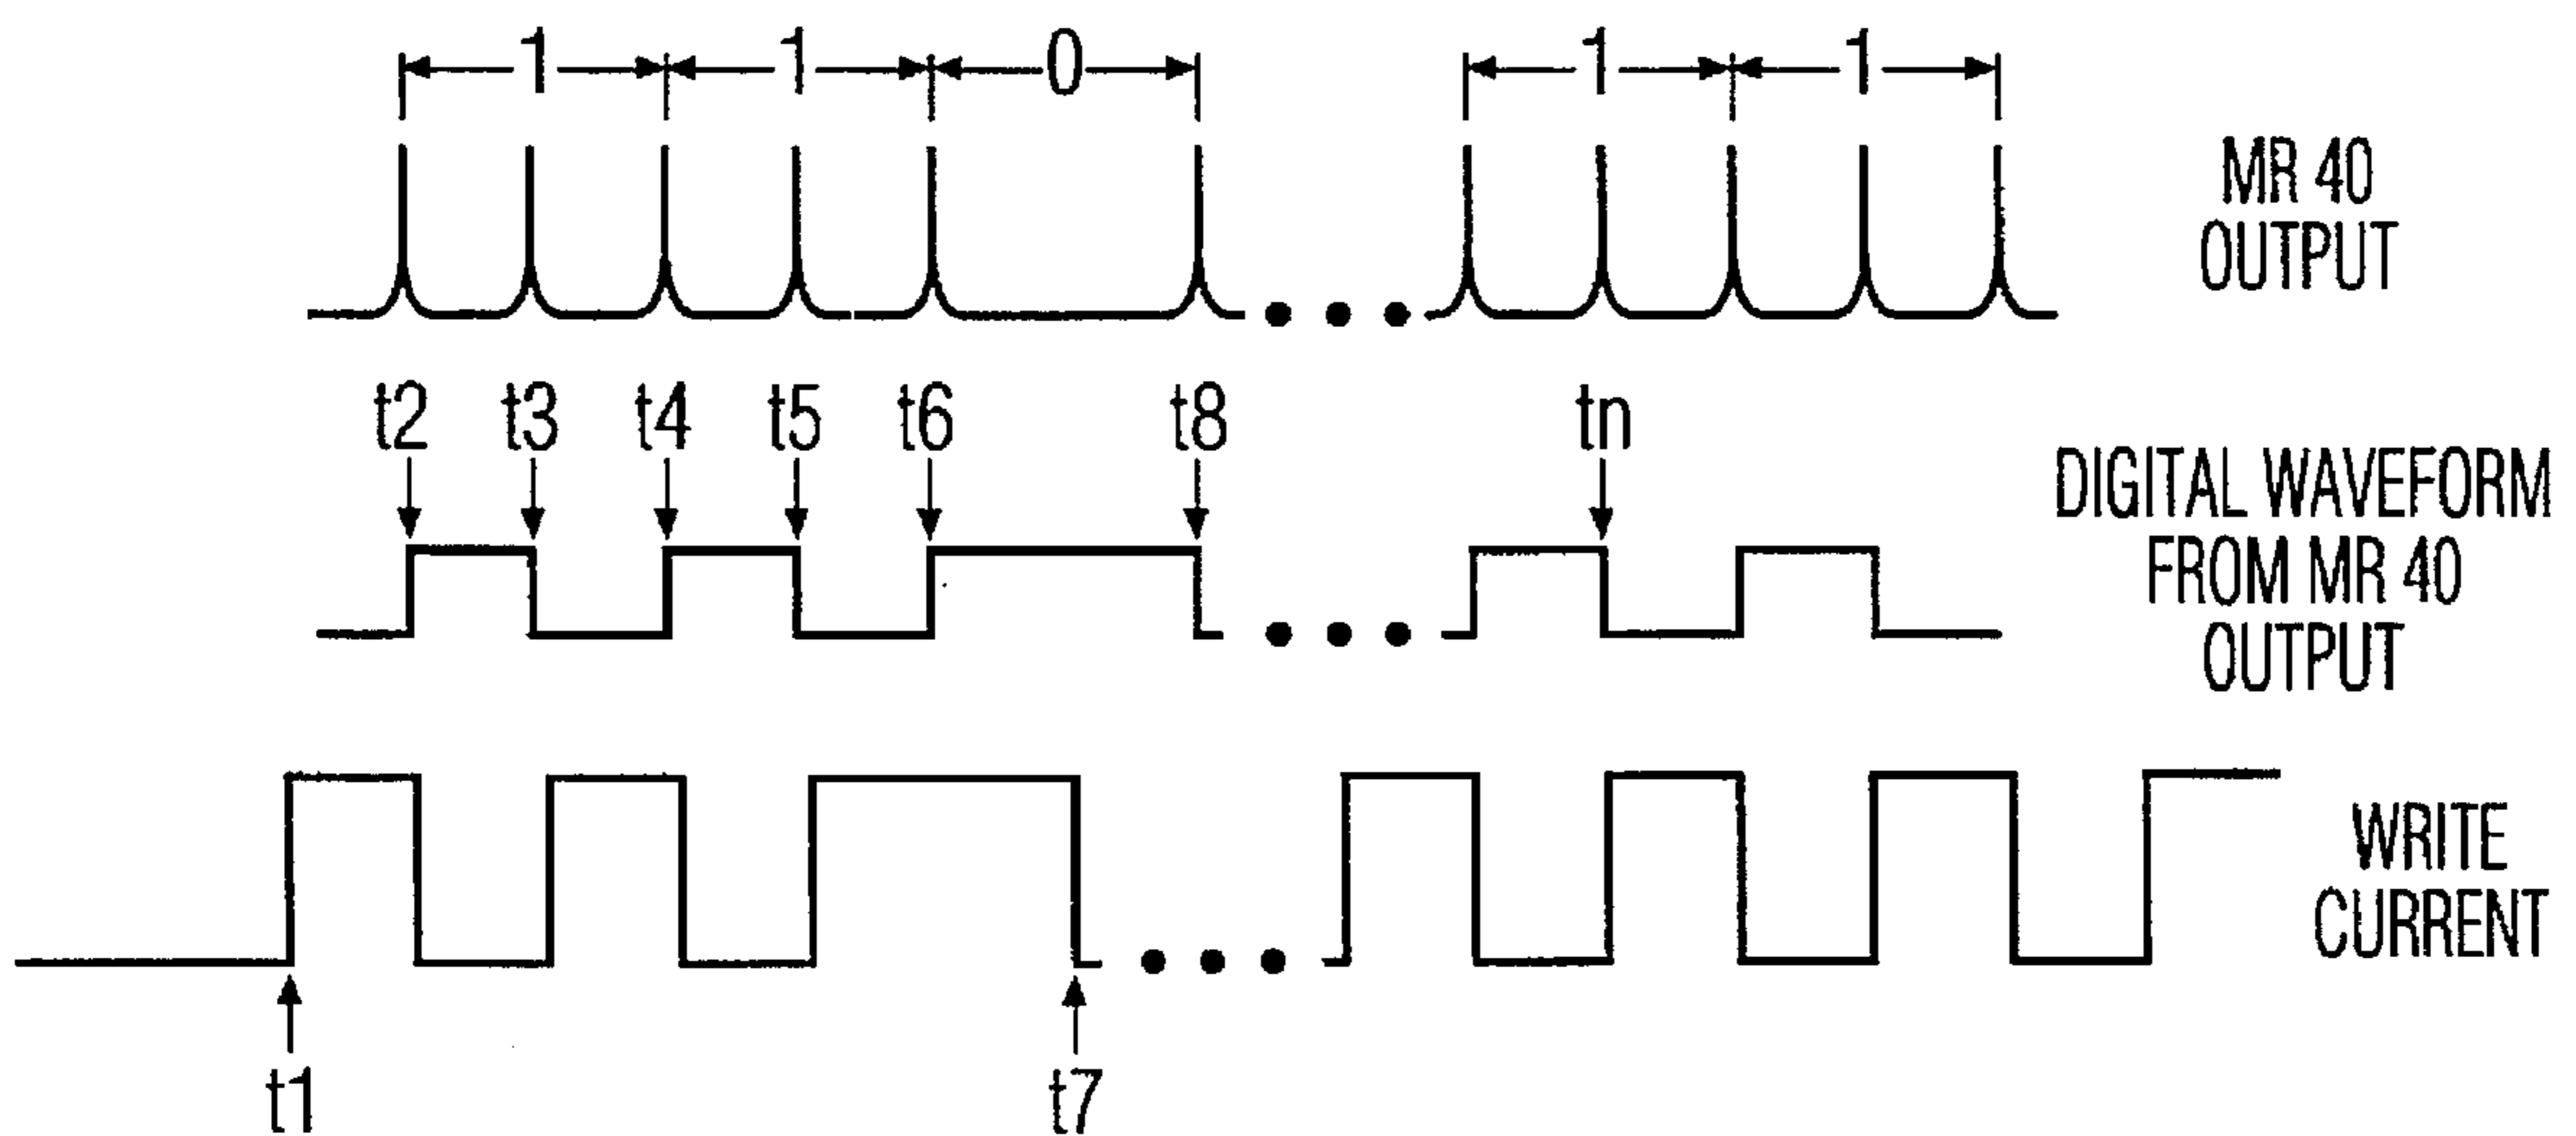 1 1 0 1 1
MR 40
OUTPUT
t2 t3 t4 t5 t6 t8 tn
DIGITAL WAVEFORM
FROM MR 40
OUTPUT
WRITE
CURRENT
t1 t7